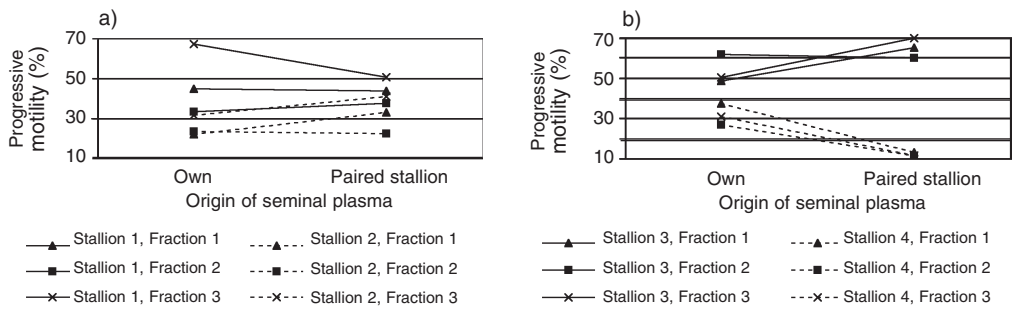 a)
70
50
30
10
Progressive
motility (%)
Own
Paired stallion
Origin of seminal plasma
Stallion 1, Fraction 1
Stallion 2, Fraction 1
Stallion 1, Fraction 2
Stallion 2, Fraction 2
Stallion 1, Fraction 3
Stallion 2, Fraction 3
b)
70
50
30
10
Progressive
motility (%)
Own
Paired stallion
Origin of seminal plasma
Stallion 3, Fraction 1
Stallion 4, Fraction 1
Stallion 3, Fraction 2
Stallion 4, Fraction 2
Stallion 3, Fraction 3
Stallion 4, Fraction 3